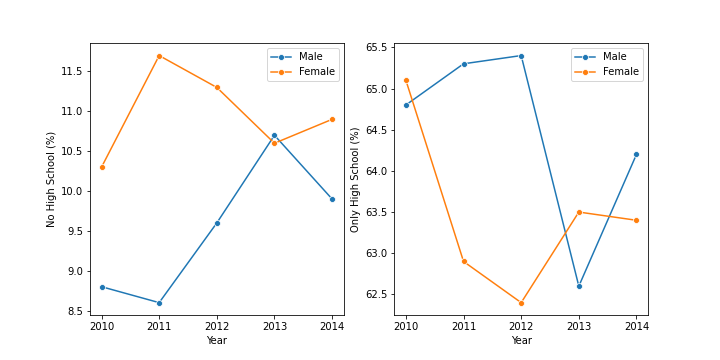 No High School (%)
11.5
11.0
10.5
10.0
9.5
9.0
8.5
2010 2011 2012 2013 2014
Year
Male
Female
Only High School (%)
65.5
65.0
64.5
64.0
63.5
63.0
62.5
2010 2011 2012 2013 2014
Year
Male
Female